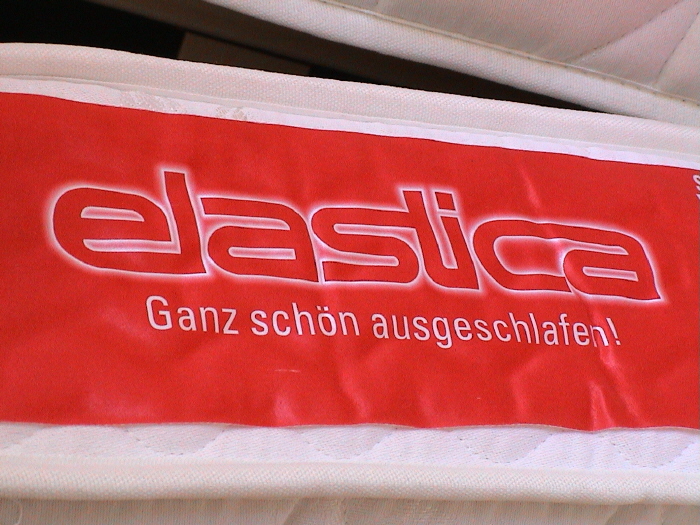 elastica
Ganz schön ausgeschlafen!